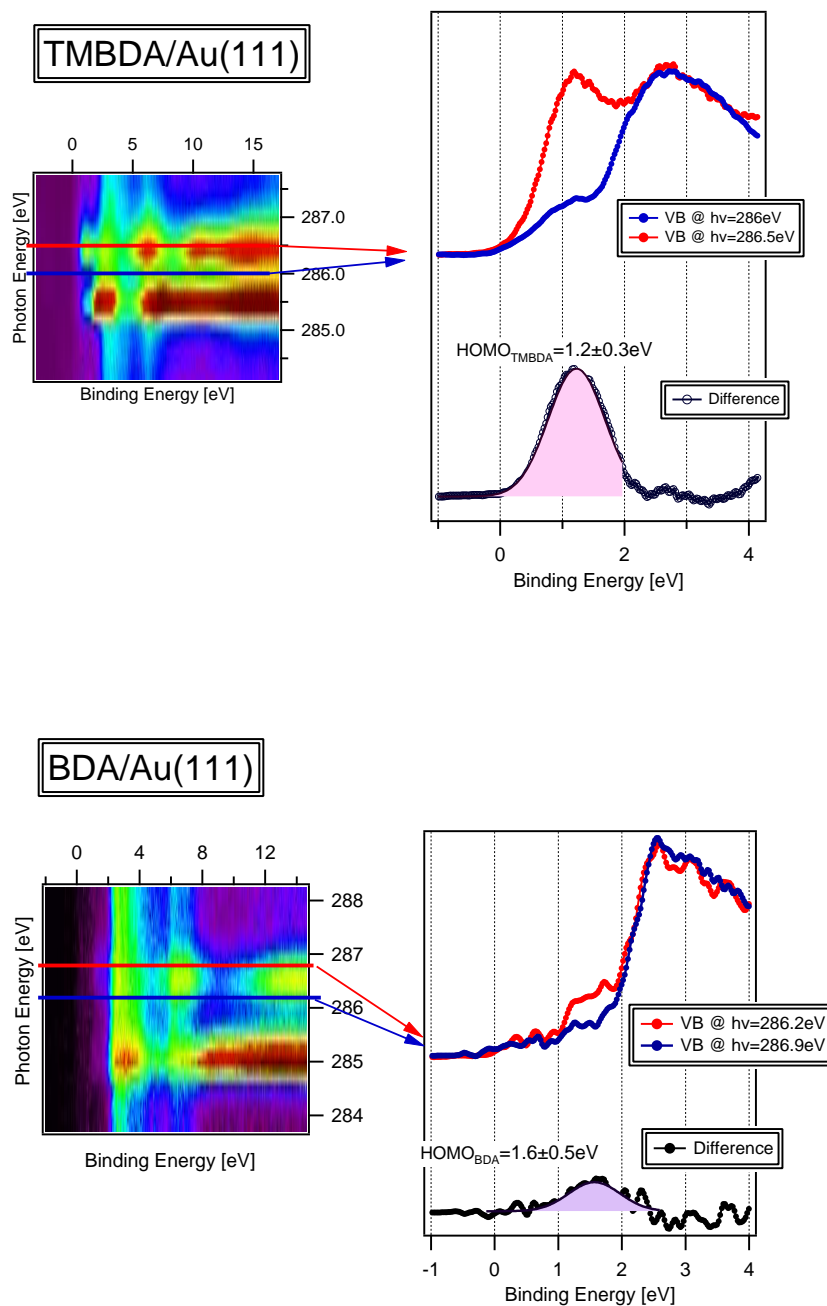 TMBDA/Au(111)
0 5 10 15
Photon Energy [eV]
287.0
286.0
285.0
Binding Energy [eV]
VB @ hv=286eV
VB @ hv=286.5eV
HOMOTMBDA=1.2±0.3eV
Difference
0 2 4
Binding Energy [eV]
BDA/Au(111)
0 4 8 12
Photon Energy [eV]
288
287
286
285
284
Binding Energy [eV]
VB @ hv=286.2eV
VB @ hv=286.9eV
HOMOBDA=1.6±0.5eV
Difference
-1 0 1 2 3 4
Binding Energy [eV]